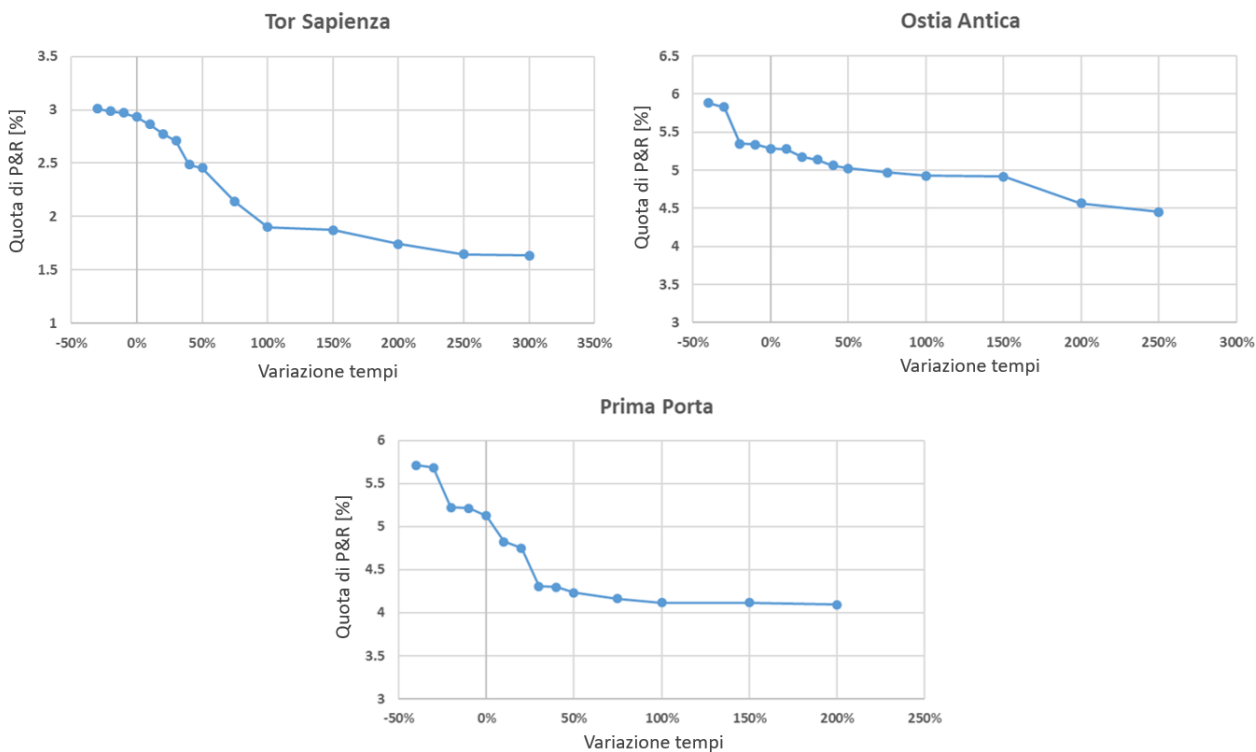 Tor Sapienza
Quota di P&R [%]
3.5
3
2.5
2
1.5
1
-50% 0% 50% 100% 150% 200% 250% 300% 350%
Variazione tempi
Ostia Antica
Quota di P&R [%]
6.5
6
5.5
5
4.5
4
3.5
3
-50% 0% 50% 100% 150% 200% 250% 300%
Variazione tempi
Prima Porta
Quota di P&R [%]
6
5.5
5
4.5
4
3.5
3
-50% 0% 50% 100% 150% 200% 250%
Variazione tempi